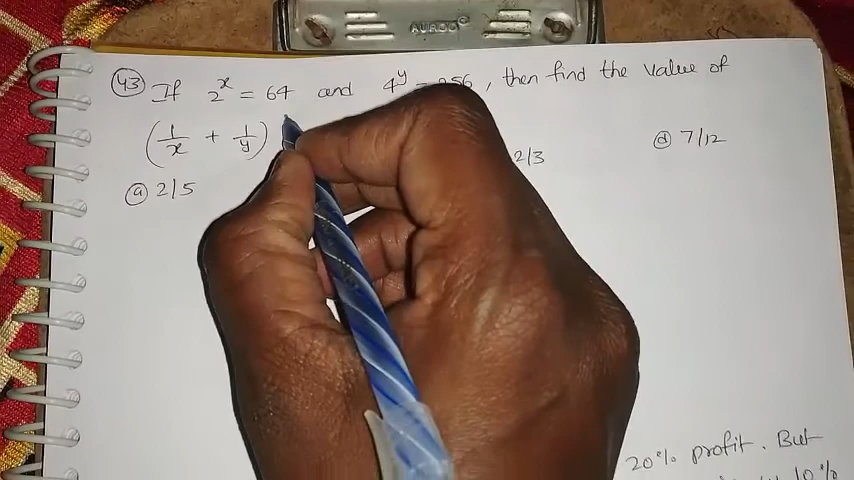 AUROO©
(43) If 2^x = 64 and 4^y = 256, then find the value of
(1/x + 1/y)
(a) 2/5 2/3 (d) 7/12
20% profit. But
10%